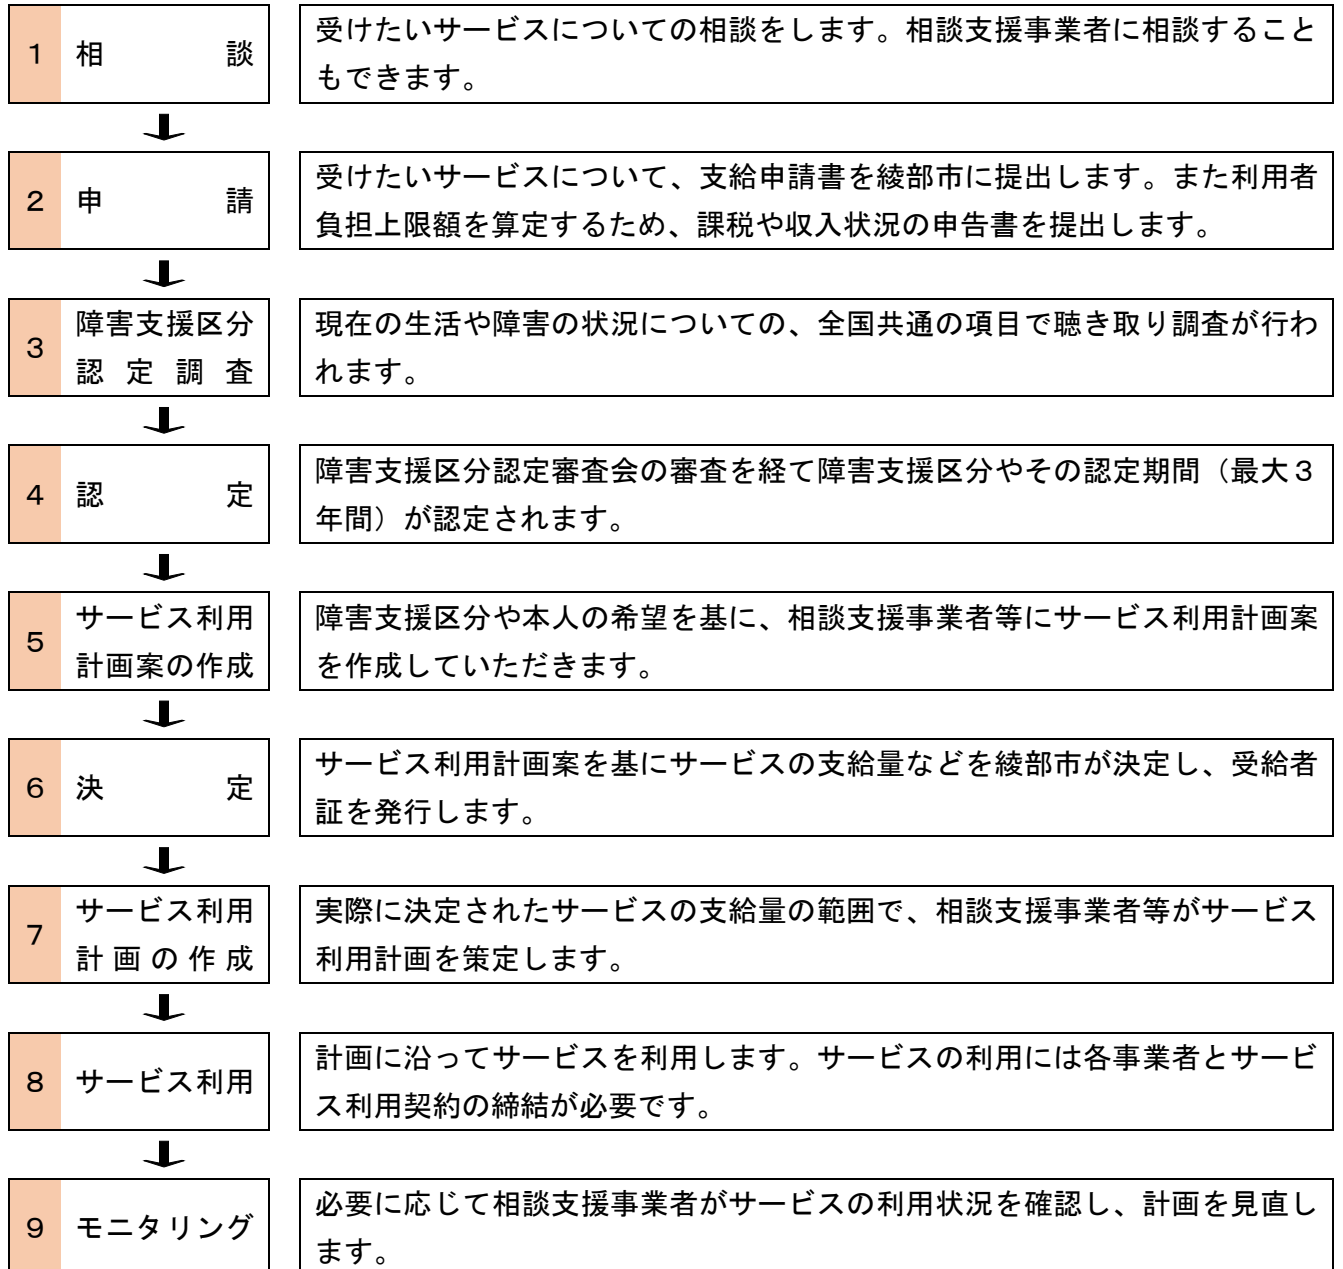 1 相談
受けたいサービスについての相談をします。相談支援事業者に相談すること
もできます。
2 申請
受けたいサービスについて、支給申請書を綾部市に提出します。また利用者
負担上限額を算定するため、課税や収入状況の申告書を提出します。
3 障害支援区分
認定調査
現在の生活や障害の状況についての、全国共通の項目で聴き取り調査が行わ
れます。
4 認定
障害支援区分認定審査会の審査を経て障害支援区分やその認定期間（最大３
年間）が認定されます。
5 サービス利用
計画案の作成
障害支援区分や本人の希望を基に、相談支援事業者等にサービス利用計画案
を作成していただきます。
6 決定
サービス利用計画案を基にサービスの支給量などを綾部市が決定し、受給者
証を発行します。
7 サービス利用
計画の作成
実際に決定されたサービスの支給量の範囲で、相談支援事業者等がサービス
利用計画を策定します。
8 サービス利用
計画に沿ってサービスを利用します。サービスの利用には各事業者とサービ
ス利用契約の締結が必要です。
9 モニタリング
必要に応じて相談支援事業者がサービスの利用状況を確認し、計画を見直し
ます。